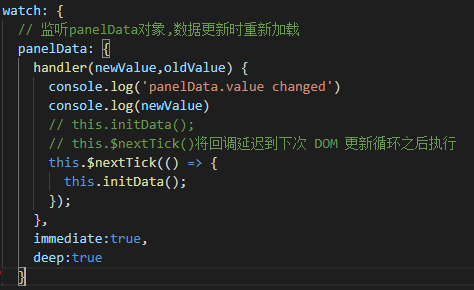 watch: {
  // 监听panelData对象,数据更新时重新加载
  panelData: {
    handler(newValue,oldValue) {
      console.log('panelData.value changed')
      console.log(newValue)
      // this.initData();
      // this.$nextTick()将回调延迟到下次 DOM 更新循环之后执行
      this.$nextTick(() => {
        this.initData();
      });
    },
    immediate:true,
    deep:true
  }